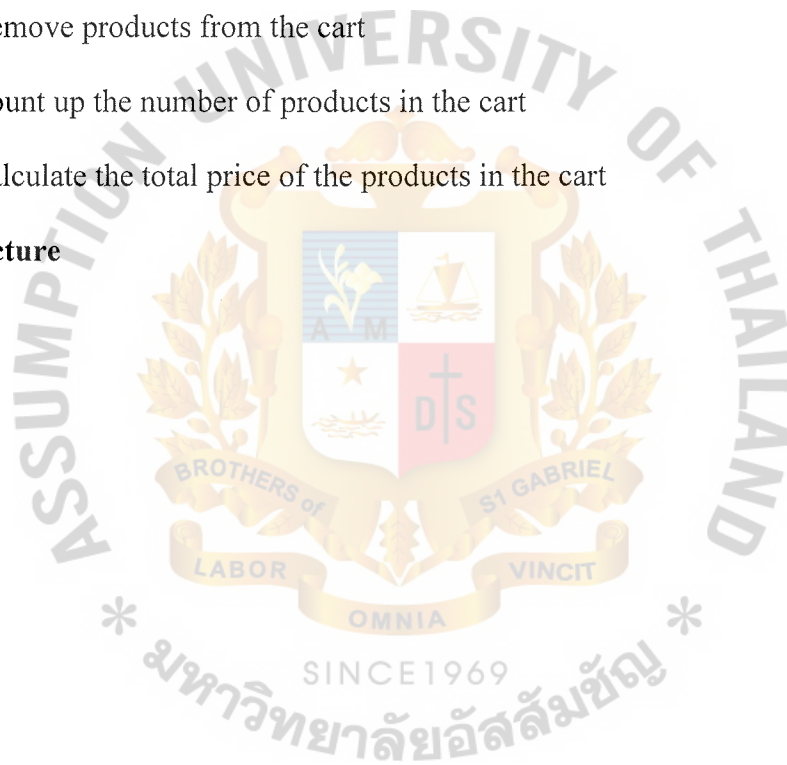 emove products from the cart
ount up the number of products in the cart
alculate the total price of the products in the cart
cture
ASSUMPTION UNIVERSITY OF THAILAND
A M
D S
BROTHERS of S1 GABRIEL
LABOR VINCIT
OMNIA
SINCE1969
* มหาวิทยาลัยอัสสัมชัญ *